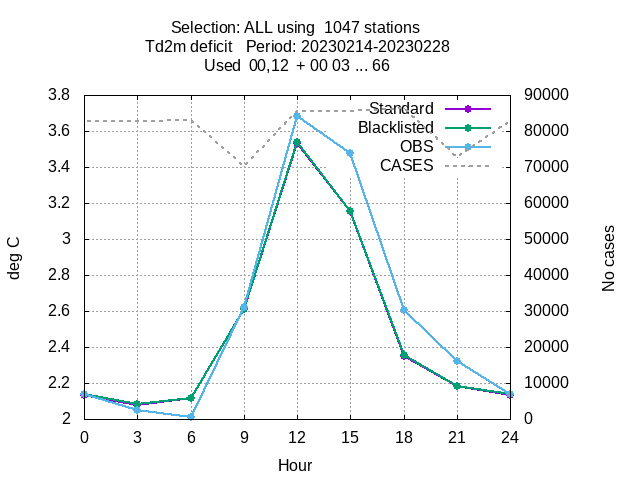 Selection: ALL using  1047 stations
Td2m deficit   Period: 20230214-20230228
Used  00,12  + 00 03 ... 66
3.8
3.6
3.4
3.2
3
2.8
2.6
2.4
2.2
2
90000
80000
70000
60000
50000
40000
30000
20000
10000
0
Standard
Blacklisted
OBS
CASES
deg C
No cases
0 3 6 9 12 15 18 21 24
Hour